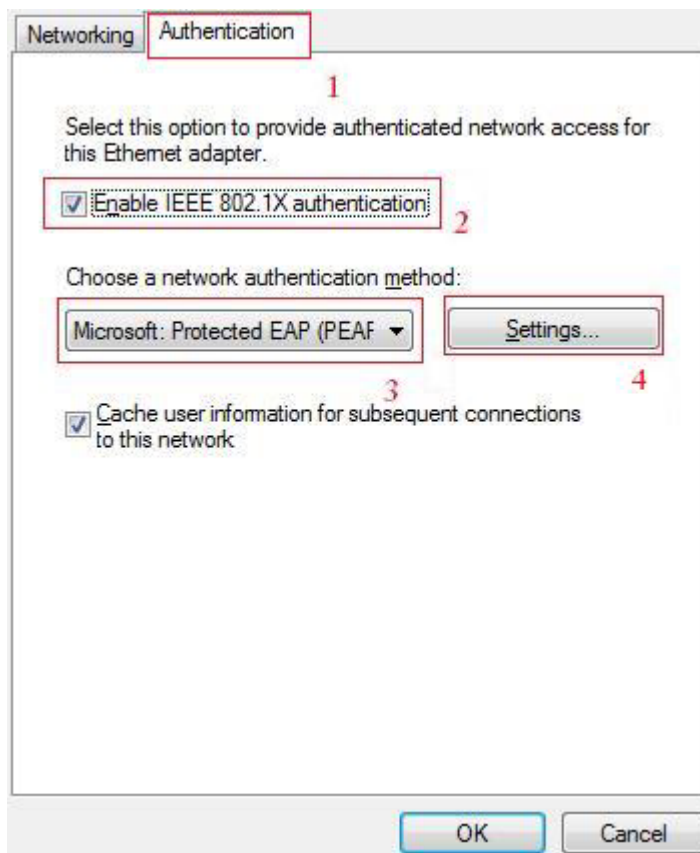 Networking
Authentication
1
Select this option to provide authenticated network access for
this Ethernet adapter.
Enable IEEE 802.1X authentication
2
Choose a network authentication method:
Microsoft: Protected EAP (PEAP
Settings...
3
4
Cache user information for subsequent connections
to this network
OK
Cancel